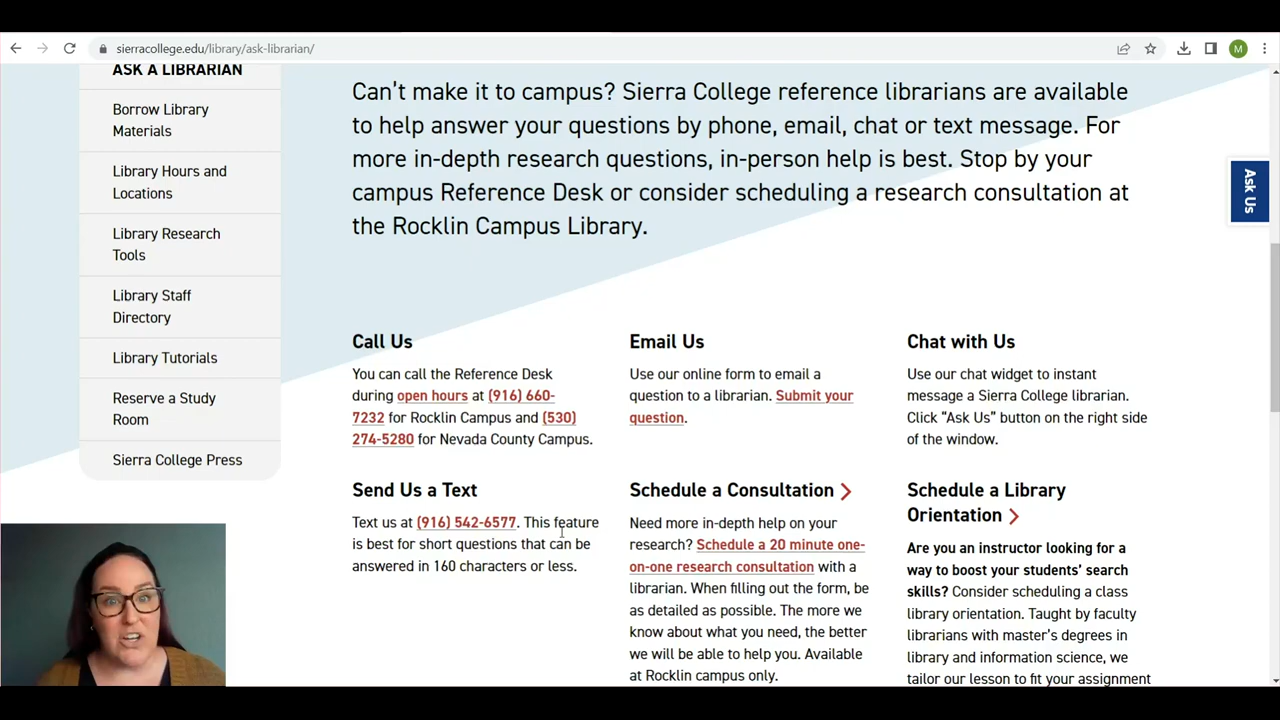 sierracollege.edu/library/ask-librarian/
M
ASK A LIBRARIAN
Borrow Library
Materials
Library Hours and
Locations
Library Research
Tools
Library Staff
Directory
Library Tutorials
Reserve a Study
Room
Sierra College Press
Can’t make it to campus? Sierra College reference librarians are available
to help answer your questions by phone, email, chat or text message. For
more in-depth research questions, in-person help is best. Stop by your
campus Reference Desk or consider scheduling a research consultation at
the Rocklin Campus Library.
Ask Us
Call Us
You can call the Reference Desk
during open hours at (916) 660-
7232 for Rocklin Campus and (530)
274-5280 for Nevada County Campus.
Email Us
Use our online form to email a
question to a librarian. Submit your
question.
Chat with Us
Use our chat widget to instant
message a Sierra College librarian.
Click “Ask Us” button on the right side
of the window.
Send Us a Text
Text us at (916) 542-6577. This feature
is best for short questions that can be
answered in 160 characters or less.
Schedule a Consultation
Need more in-depth help on your
research? Schedule a 20 minute one-
on-one research consultation with a
librarian. When filling out the form, be
as detailed as possible. The more we
know about what you need, the better
we will be able to help you. Available
at Rocklin campus only.
Schedule a Library
Orientation
Are you an instructor looking for a
way to boost your students’ search
skills? Consider scheduling a class
library orientation. Taught by faculty
librarians with master’s degrees in
library and information science, we
tailor our lesson to fit your assignment